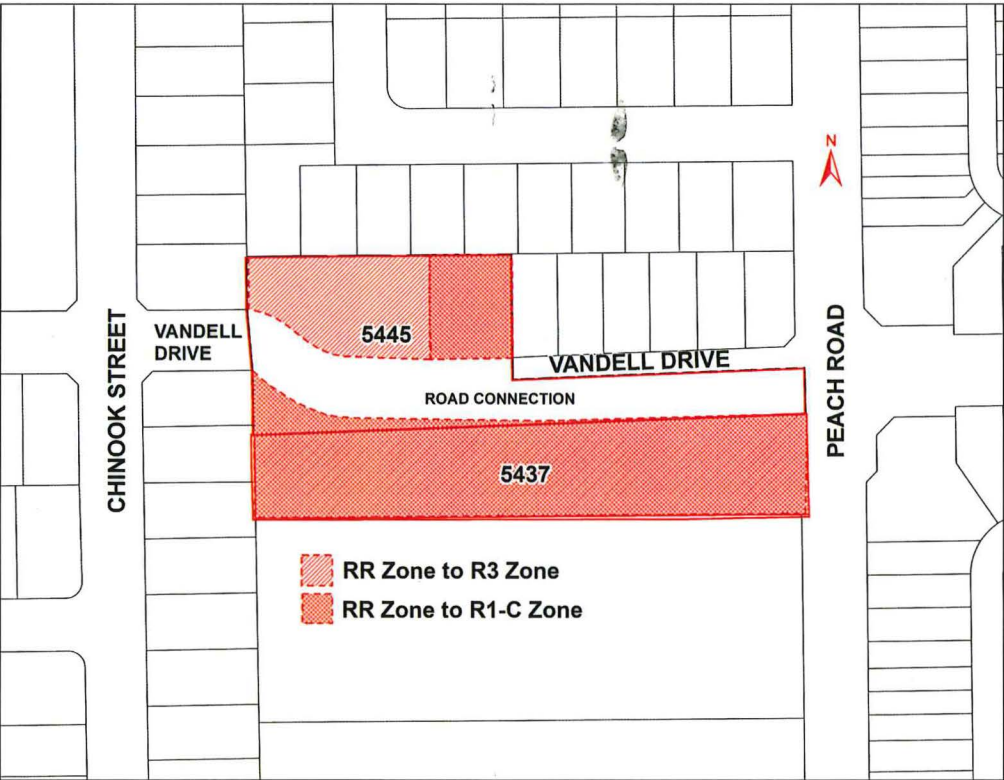 N
CHINOOK STREET
VANDELL
DRIVE
5445
VANDELL DRIVE
ROAD CONNECTION
PEACH ROAD
5437
RR Zone to R3 Zone
RR Zone to R1-C Zone